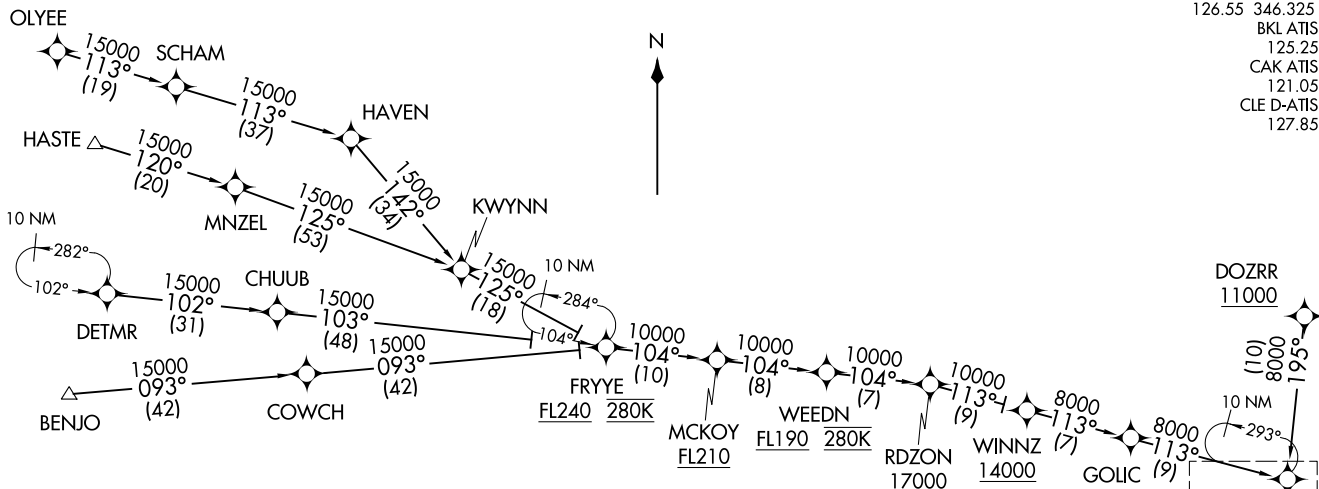 126.55 346.325
BKL ATIS
125.25
CAK ATIS
121.05
CLE D-ATIS
127.85
N
OLYEE
15000
113°
(19)
SCHAM
15000
113°
(37)
HAVEN
15000
142°
(34)
HASTE
15000
120°
(20)
MNZEL
15000
125°
(53)
KWYNN
15000
125°
(18)
10 NM
282°
102°
DETMR
15000
102°
(31)
CHUUB
15000
103°
(48)
10 NM
284°
104°
BENJO
15000
093°
(42)
COWCH
15000
093°
(42)
FRYYE
FL240 280K
10000
104°
(10)
MCKOY
FL210
10000
104°
(8)
WEEDN
FL190 280K
10000
104°
(7)
RDZON
17000
10000
113°
(9)
WINNZ
14000
8000
113°
(7)
GOLIC
8000
113°
(9)
DOZRR
11000
195°
8000
(10)
10 NM
293°